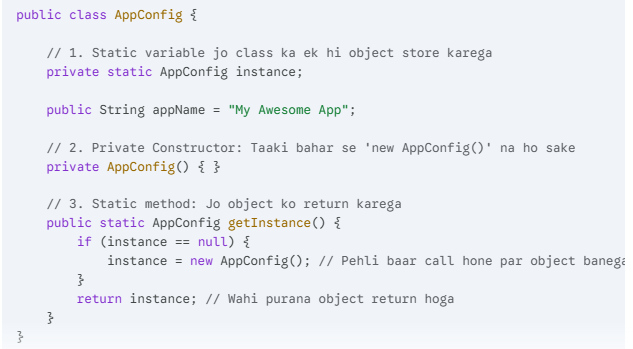 public class AppConfig {
// 1. Static variable jo class ka ek hi object store karega
private static AppConfig instance;
public String appName = "My Awesome App";
// 2. Private Constructor: Taaki bahar se 'new AppConfig()' na ho sake
private AppConfig() { }
// 3. Static method: Jo object ko return karega
public static AppConfig getInstance() {
if (instance == null) {
instance = new AppConfig(); // Pehli baar call hone par object banega
}
return instance; // Wahi purana object return hoga
}
}